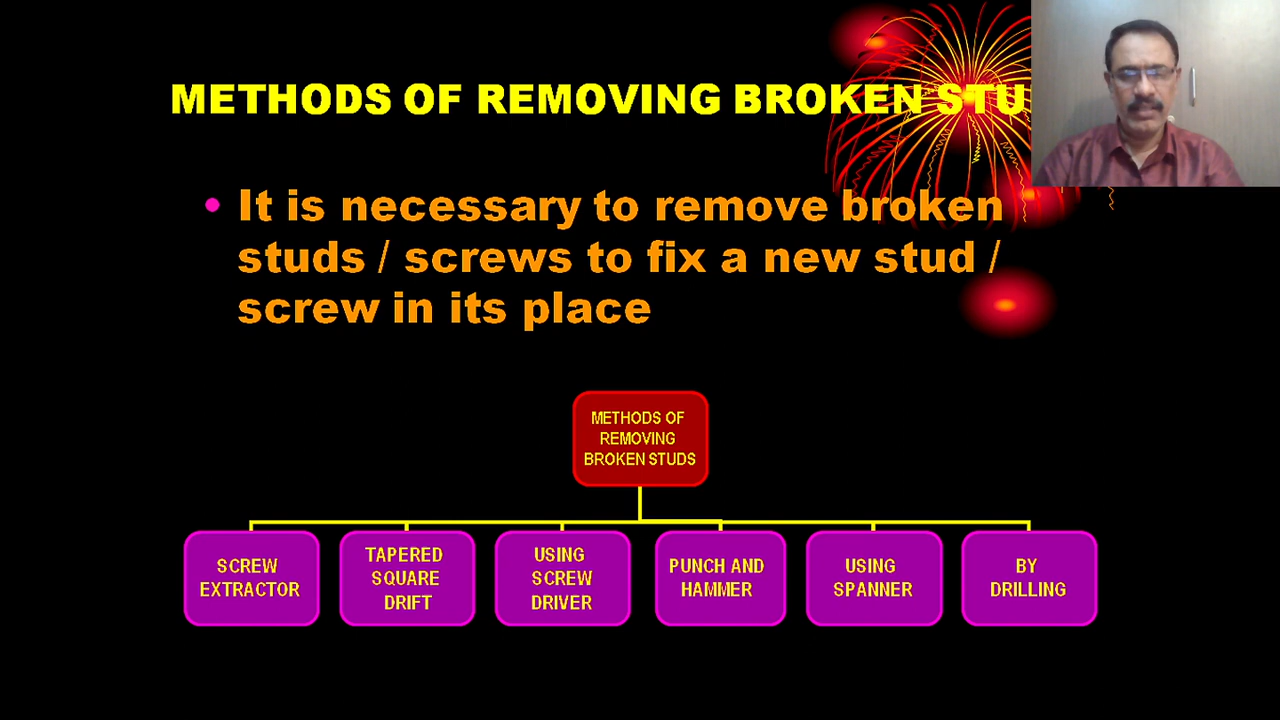 METHODS OF REMOVING BROKEN STU
• It is necessary to remove broken
studs / screws to fix a new stud /
screw in its place
METHODS OF
REMOVING
BROKEN STUDS
SCREW
EXTRACTOR
TAPERED
SQUARE
DRIFT
USING
SCREW
DRIVER
PUNCH AND
HAMMER
USING
SPANNER
BY
DRILLING